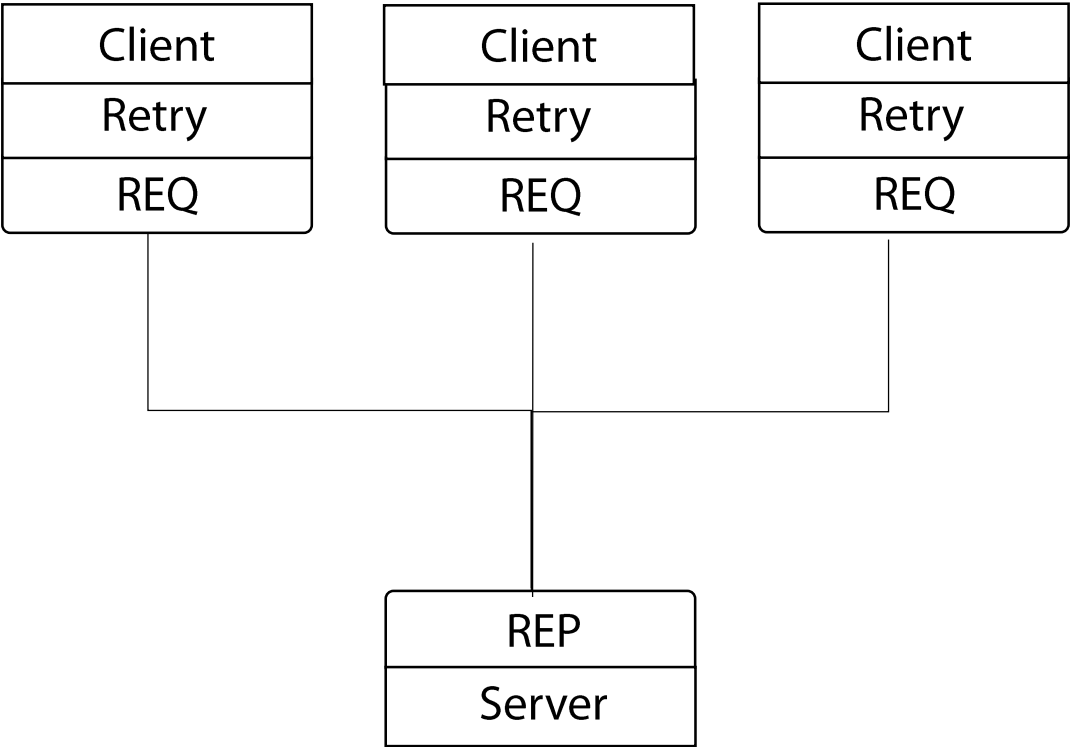 Client
Retry
REQ
Client
Retry
REQ
Client
Retry
REQ
REP
Server